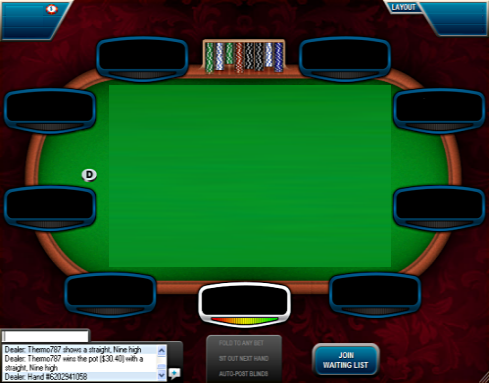 LAYOUT
D
Dealer: Thermo787 shows a straight, Nine high
Dealer: Thermo787 wins the pot ($30.40) with a
straight, Nine high
Dealer: Hand #6202941058
FOLD TO ANY BET
SIT OUT NEXT HAND
AUTO-POST BLINDS
JOIN
WAITING LIST